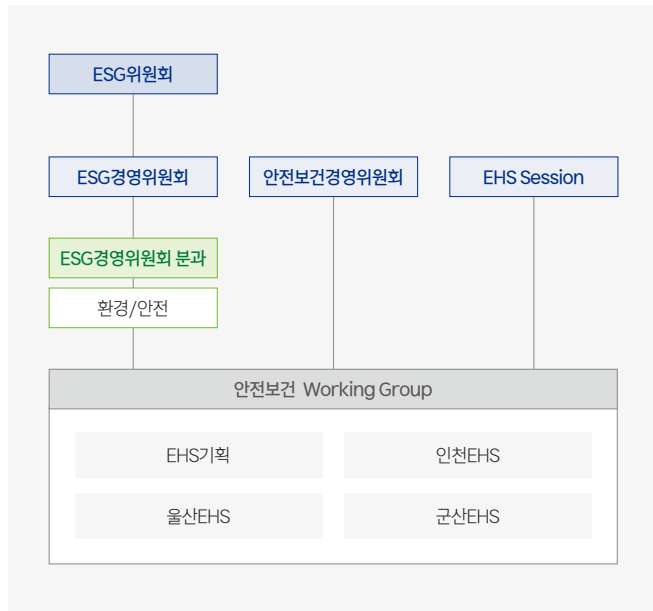 ESG위원회
ESG경영위원회
안전보건경영위원회
EHS Session
ESG경영위원회 분과
환경/안전
안전보건 Working Group
EHS기획
인천EHS
울산EHS
군산EHS